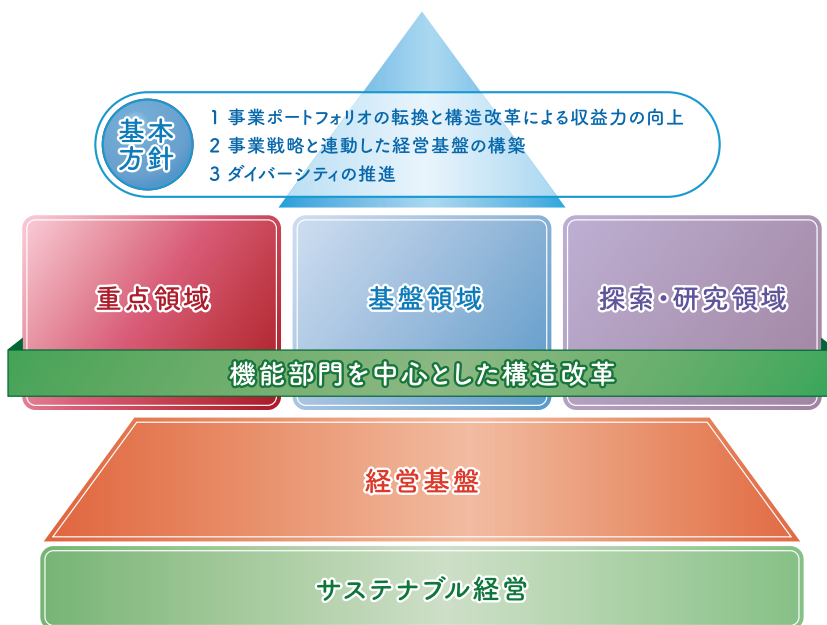 基本
方針
1 事業ポートフォリオの転換と構造改革による収益力の向上
2 事業戦略と連動した経営基盤の構築
3 ダイバーシティの推進
重点領域
基盤領域
探索・研究領域
機能部門を中心とした構造改革
経営基盤
サステナブル経営